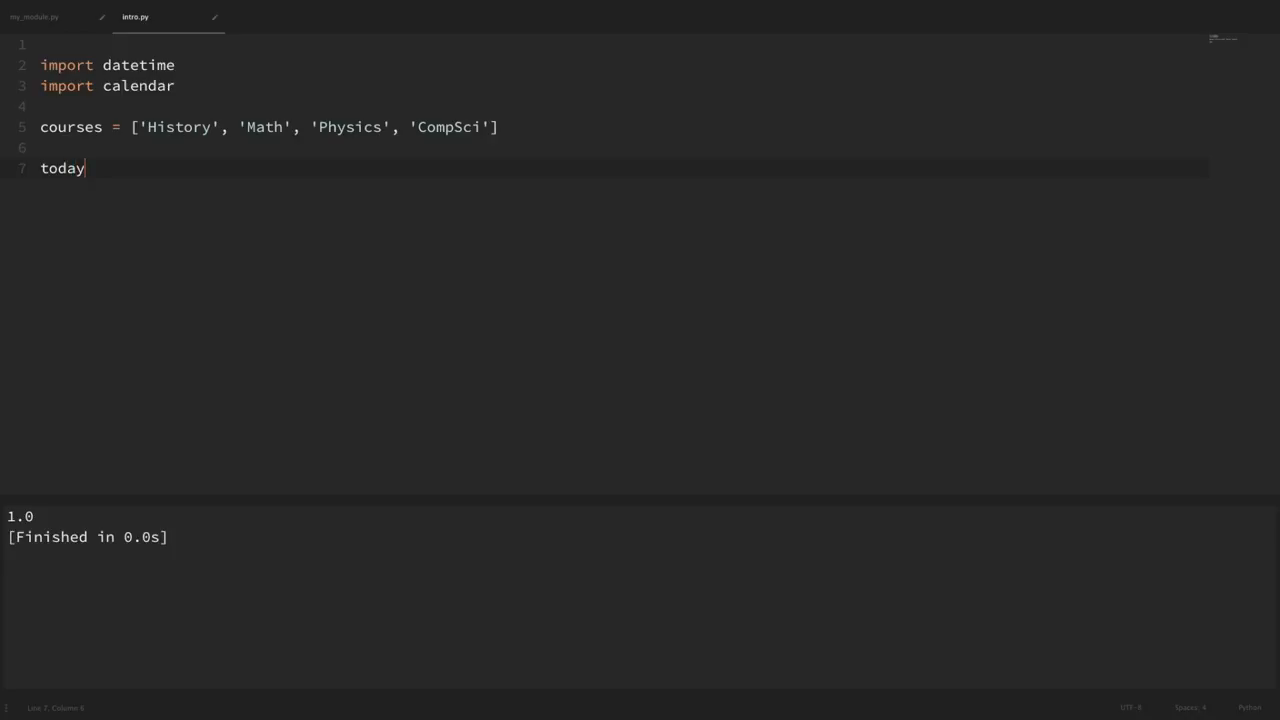 my_module.py intro.py
1
2 import datetime
3 import calendar
4
5 courses = ['History', 'Math', 'Physics', 'CompSci']
6
7 today
1.0
[Finished in 0.0s]
Line 7, Column 6 UTF-8 Spaces: 4 Python